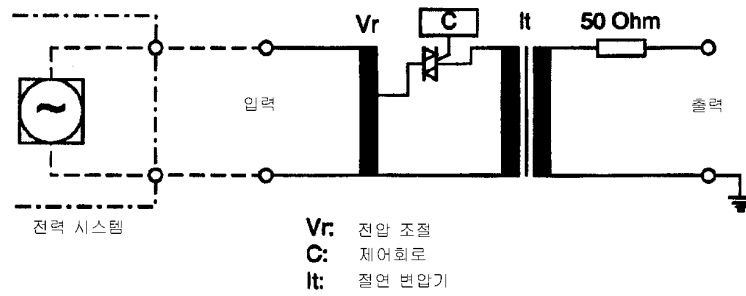 Vr
C
It
50 Ohm
~
입력
출력
전력 시스템
Vr: 전압 조절
C: 제어회로
It: 절연 변압기